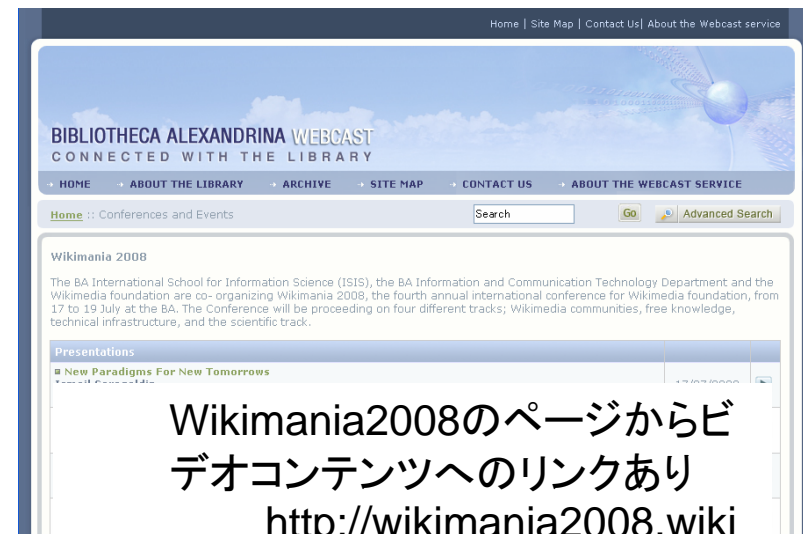 Home | Site Map | Contact Us| About the Webcast service
BIBLIOTHECA ALEXANDRINA WEBCAST
CONNECTED WITH THE LIBRARY
HOME ABOUT THE LIBRARY ARCHIVE SITE MAP CONTACT US ABOUT THE WEBCAST SERVICE
Home :: Conferences and Events Search Go Advanced Search
Wikimania 2008
The BA International School for Information Science (ISIS), the BA Information and Communication Technology Department and the
Wikimedia foundation are co- organizing Wikimania 2008, the fourth annual international conference for Wikimedia foundation, from
17 to 19 July at the BA. The Conference will be proceeding on four different tracks; Wikimedia communities, free knowledge,
technical infrastructure, and the scientific track.
Presentations
New Paradigms For New Tomorrows
Wikimania2008のページからビ
デオコンテンツへのリンクあり
http://wikimania2008.wiki